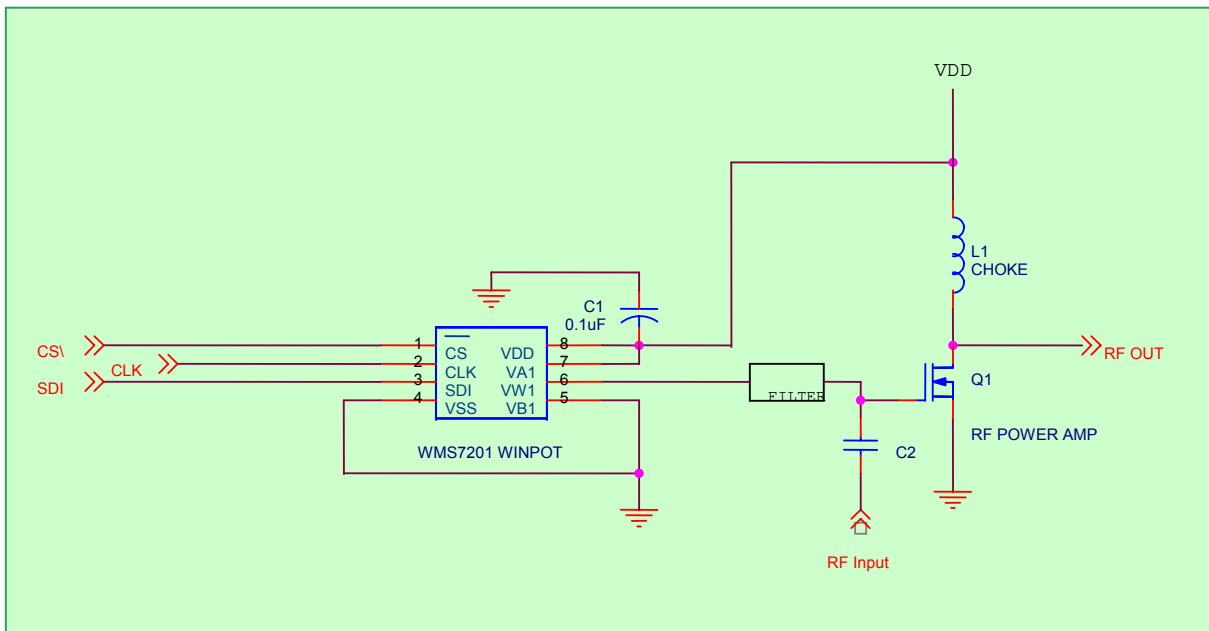 VDD
L1
CHOKE
C1
0.1uF
CS\
CLK
SDI
1
2
3
4
CS
CLK
SDI
VSS
VDD
VA1
VW1
VB1
8
7
6
5
FILTER
RF OUT
Q1
RF POWER AMP
WMS7201 WINPOT
C2
RF Input